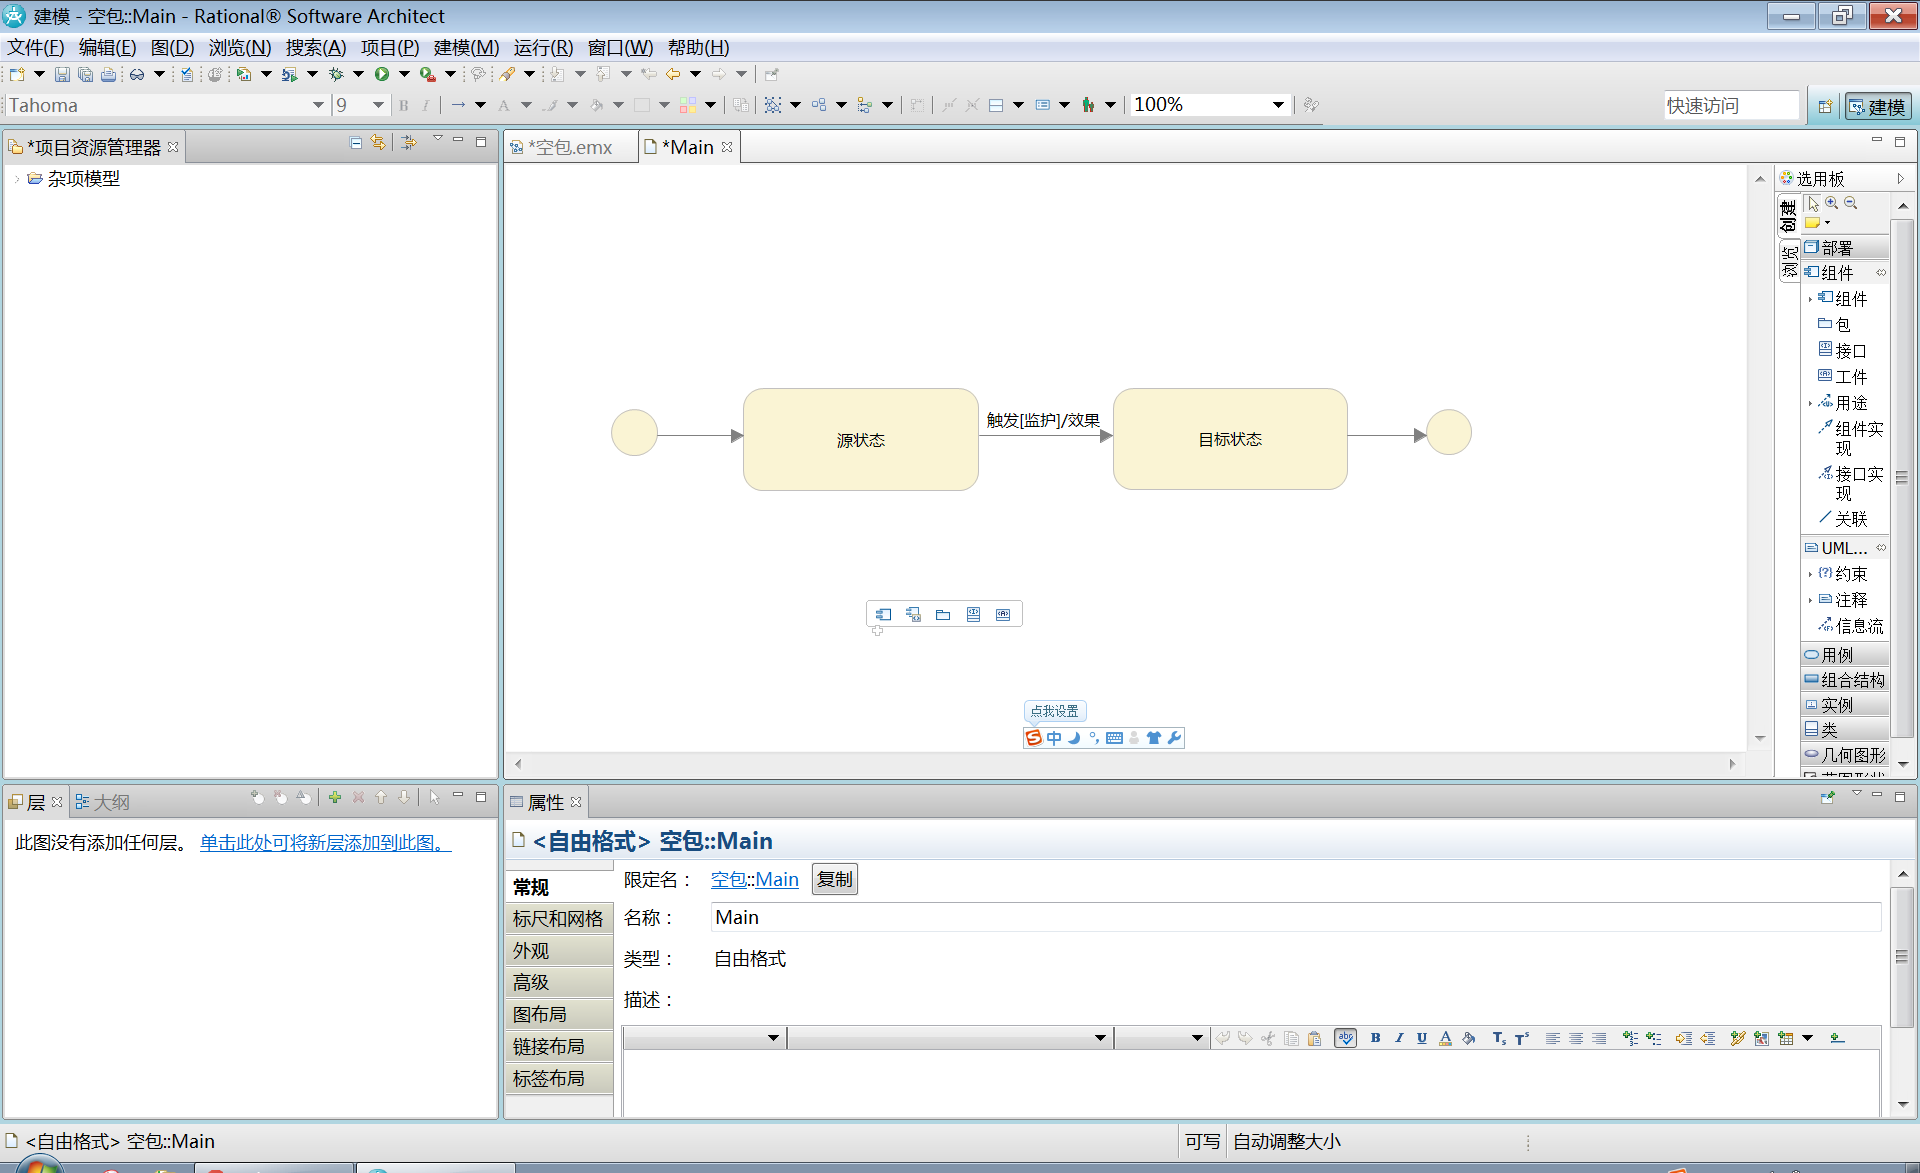 建模 - 空包::Main - Rational® Software Architect
文件(F) 编辑(E) 图(D) 浏览(N) 搜索(A) 项目(P) 建模(M) 运行(R) 窗口(W) 帮助(H)
Tahoma 9 B I A 100% 快速访问 建模
*项目资源管理器
杂项模型
*空包.emx *Main
源状态
触发[监护]/效果
目标状态
点我设置
中
选用板
创建
浏览
部署
组件
组件
包
接口
工件
用途
组件实现
接口实现
关联
UML...
约束
注释
信息流
用例
组合结构
实例
类
几何图形
层 大纲
此图没有添加任何层。 单击此处可将新层添加到此图。
属性
<自由格式> 空包::Main
常规
标尺和网格
外观
高级
图布局
链接布局
标签布局
限定名： 空包::Main 复制
名称： Main
类型： 自由格式
描述：
abc B I U A Ts Ts
<自由格式> 空包::Main 可写 自动调整大小